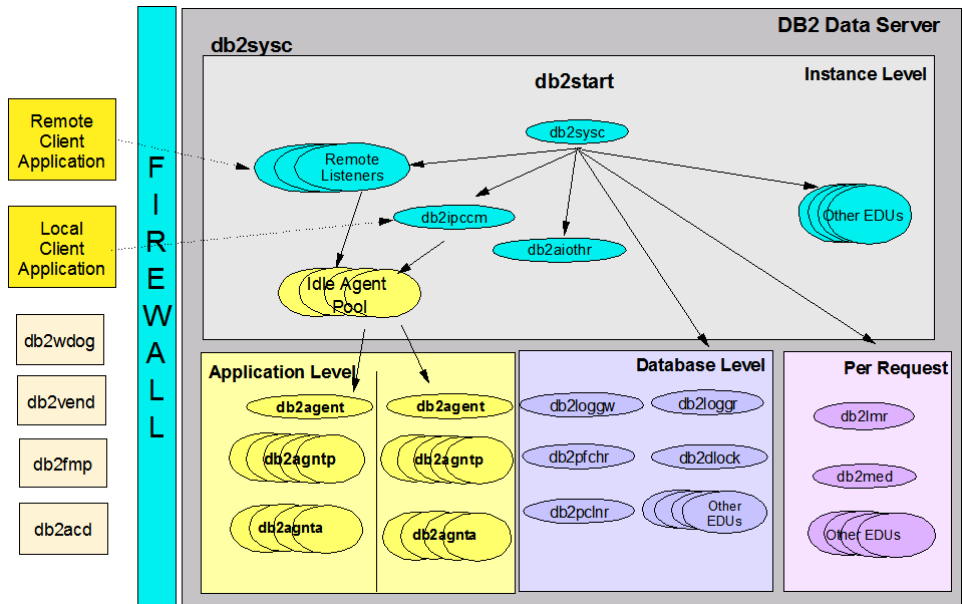 DB2 Data Server
db2sysc
Instance Level
db2start
Remote
Client
Application
db2sysc
Remote
Listeners
Local
Client
Application
db2ipccm
Other EDUs
db2aiothr
Idle Agent
Pool
FIREWALL
db2wdog
db2vend
db2fmp
db2acd
Application Level
db2agent
db2agntp
db2agnta
db2agent
db2agntp
db2agnta
Database Level
db2loggw
db2loggr
db2pfchr
db2dlock
db2pclnr
Other
EDUs
Per Request
db2lmr
db2med
Other EDUs